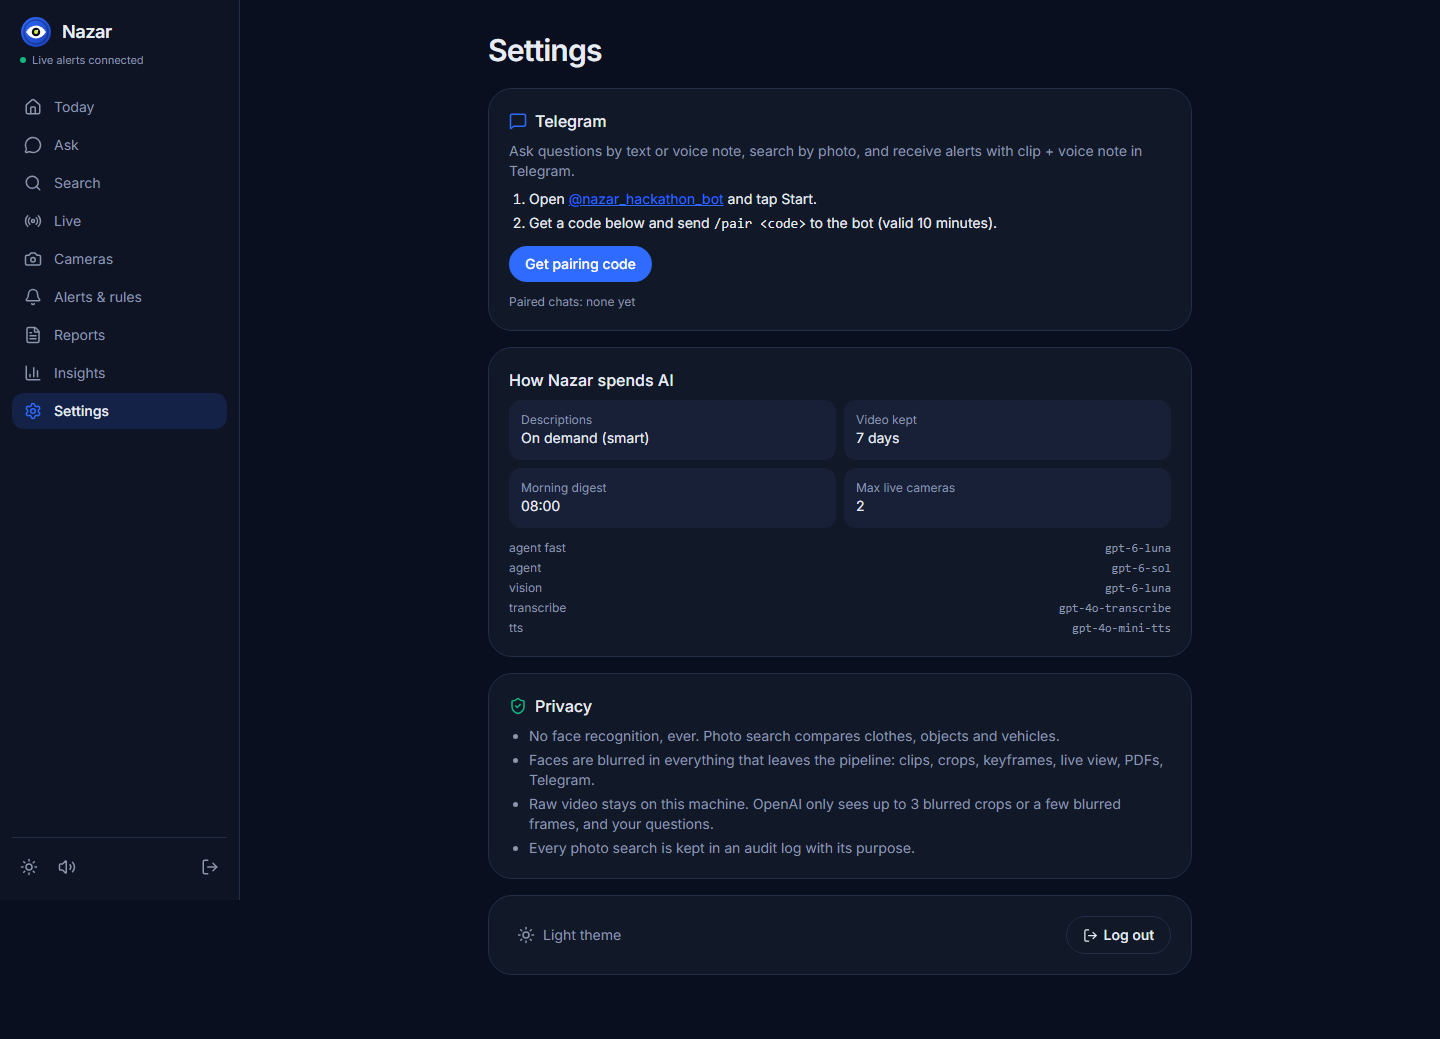 Nazar
Live alerts connected
Today
Ask
Search
Live
Cameras
Alerts & rules
Reports
Insights
Settings
Settings
Telegram
Ask questions by text or voice note, search by photo, and receive alerts with clip + voice note in
Telegram.
1. Open @nazar_hackathon_bot and tap Start.
2. Get a code below and send /pair <code> to the bot (valid 10 minutes).
Get pairing code
Paired chats: none yet
How Nazar spends AI
Descriptions
On demand (smart)
Video kept
7 days
Morning digest
08:00
Max live cameras
2
agent fast gpt-6-luna
agent gpt-6-sol
vision gpt-6-luna
transcribe gpt-4o-transcribe
tts gpt-4o-mini-tts
Privacy
• No face recognition, ever. Photo search compares clothes, objects and vehicles.
• Faces are blurred in everything that leaves the pipeline: clips, crops, keyframes, live view, PDFs,
Telegram.
• Raw video stays on this machine. OpenAI only sees up to 3 blurred crops or a few blurred
frames, and your questions.
• Every photo search is kept in an audit log with its purpose.
Light theme
Log out